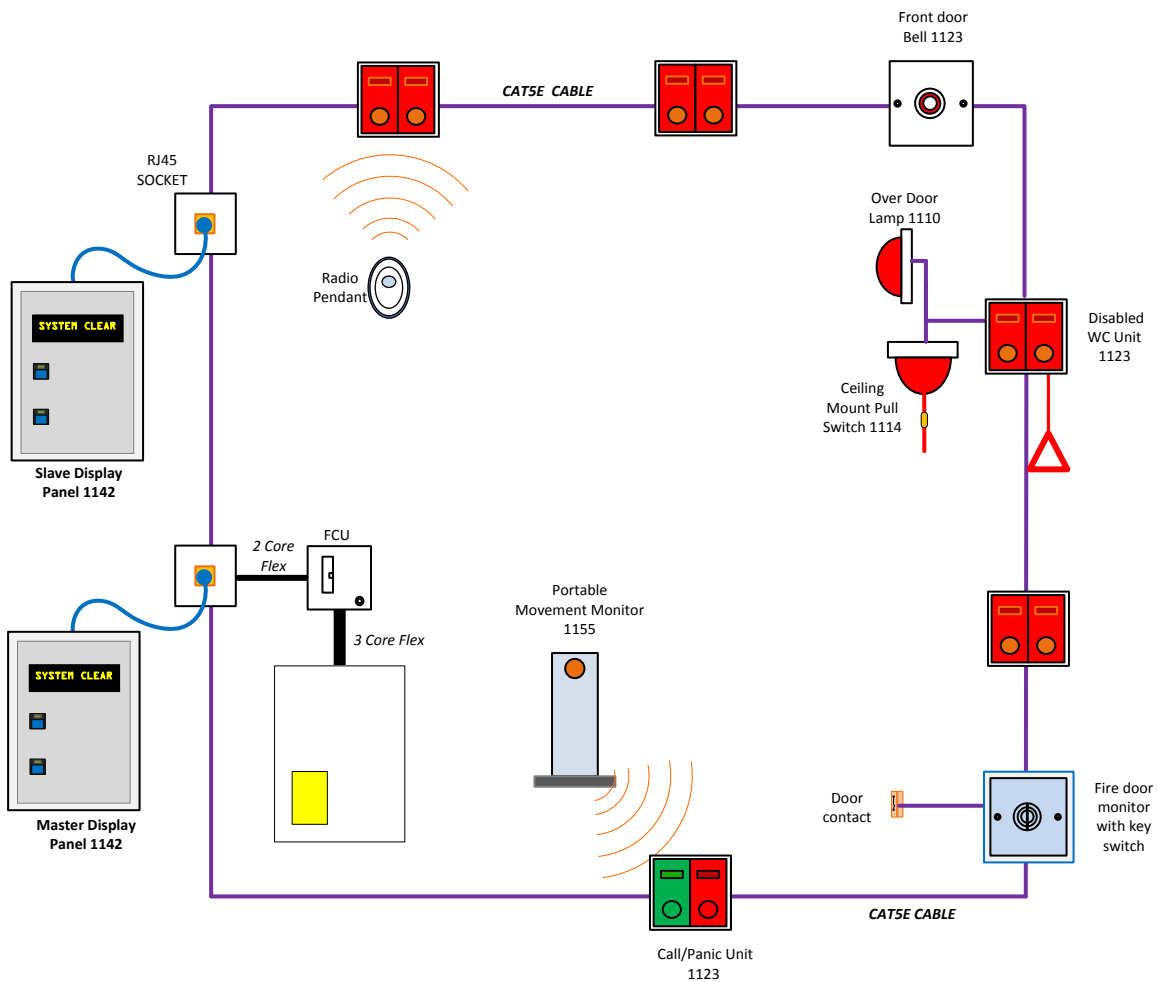 Front door
Bell 1123
CAT5E  CABLE
RJ45
SOCKET
Over Door
Lamp 1110
Radio
Pendant
SYSTEM CLEAR
Disabled
WC Unit
1123
Ceiling
Mount Pull
Switch 1114
Slave Display
Panel 1142
2 Core
Flex
FCU
Portable
Movement Monitor
1155
3 Core Flex
SYSTEM CLEAR
Door
contact
Fire door
monitor
with key
switch
Master Display
Panel 1142
CAT5E CABLE
Call/Panic Unit
1123